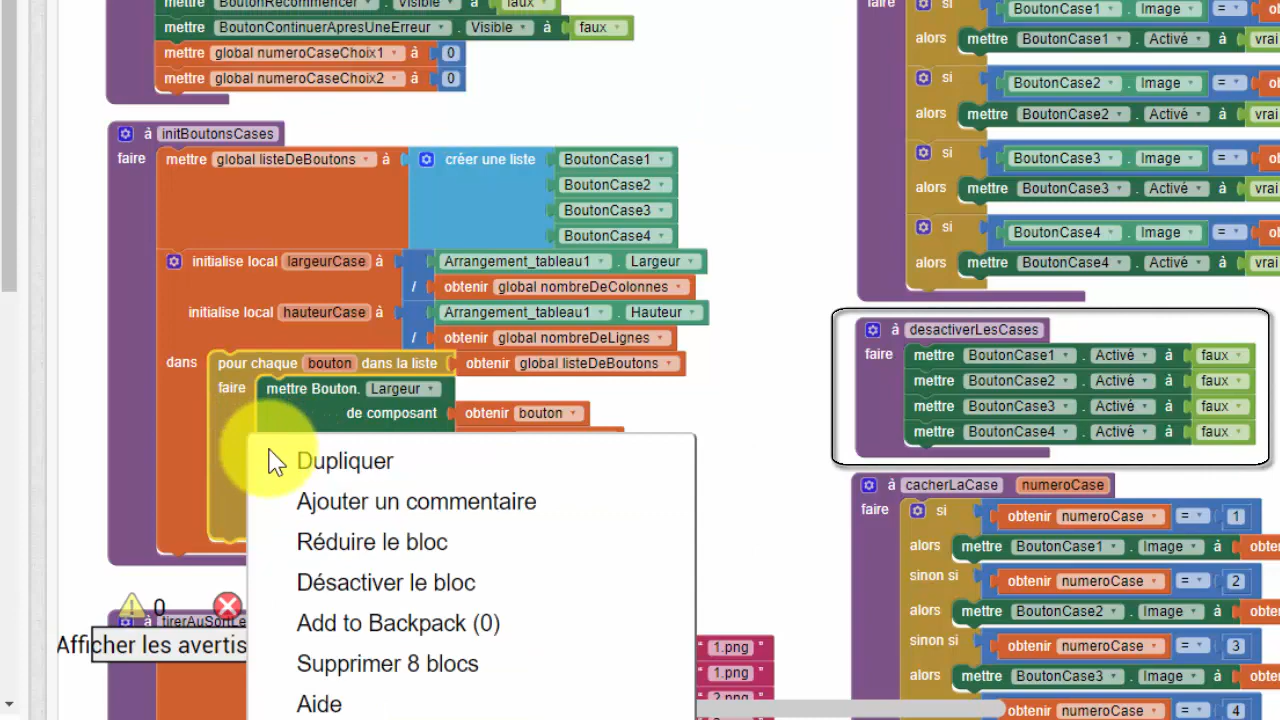 mettre BoutonRecommencer . Visible à faux
mettre BoutonContinuerApresUneErreur . Visible à faux
mettre global numeroCaseChoix1 à 0
mettre global numeroCaseChoix2 à 0
à initBoutonsCases
faire mettre global listeDeBoutons à créer une liste BoutonCase1
BoutonCase2
BoutonCase3
BoutonCase4
initialise local largeurCase à Arrangement_tableau1 . Largeur
/ obtenir global nombreDeColonnes
initialise local hauteurCase à Arrangement_tableau1 . Hauteur
/ obtenir global nombreDeLignes
dans pour chaque bouton dans la liste obtenir global listeDeBoutons
faire mettre Bouton. Largeur
de composant obtenir bouton
Dupliquer
Ajouter un commentaire
Réduire le bloc
Désactiver le bloc
Add to Backpack (0)
Supprimer 8 blocs
Aide
0
à tirerAuSortLe
Afficher les avertis
" 1.png "
" 1.png "
" 2.png "
faire si BoutonCase1 . Image =
alors mettre BoutonCase1 . Activé à vrai
si BoutonCase2 . Image =
alors mettre BoutonCase2 . Activé à vrai
si BoutonCase3 . Image =
alors mettre BoutonCase3 . Activé à vrai
si BoutonCase4 . Image =
alors mettre BoutonCase4 . Activé à vrai
à desactiverLesCases
faire mettre BoutonCase1 . Activé à faux
mettre BoutonCase2 . Activé à faux
mettre BoutonCase3 . Activé à faux
mettre BoutonCase4 . Activé à faux
à cacherLaCase numeroCase
faire si obtenir numeroCase = 1
alors mettre BoutonCase1 . Image à obte
sinon si obtenir numeroCase = 2
alors mettre BoutonCase2 . Image à obte
sinon si obtenir numeroCase = 3
alors mettre BoutonCase3 . Image à obte
obtenir numeroCase = 4